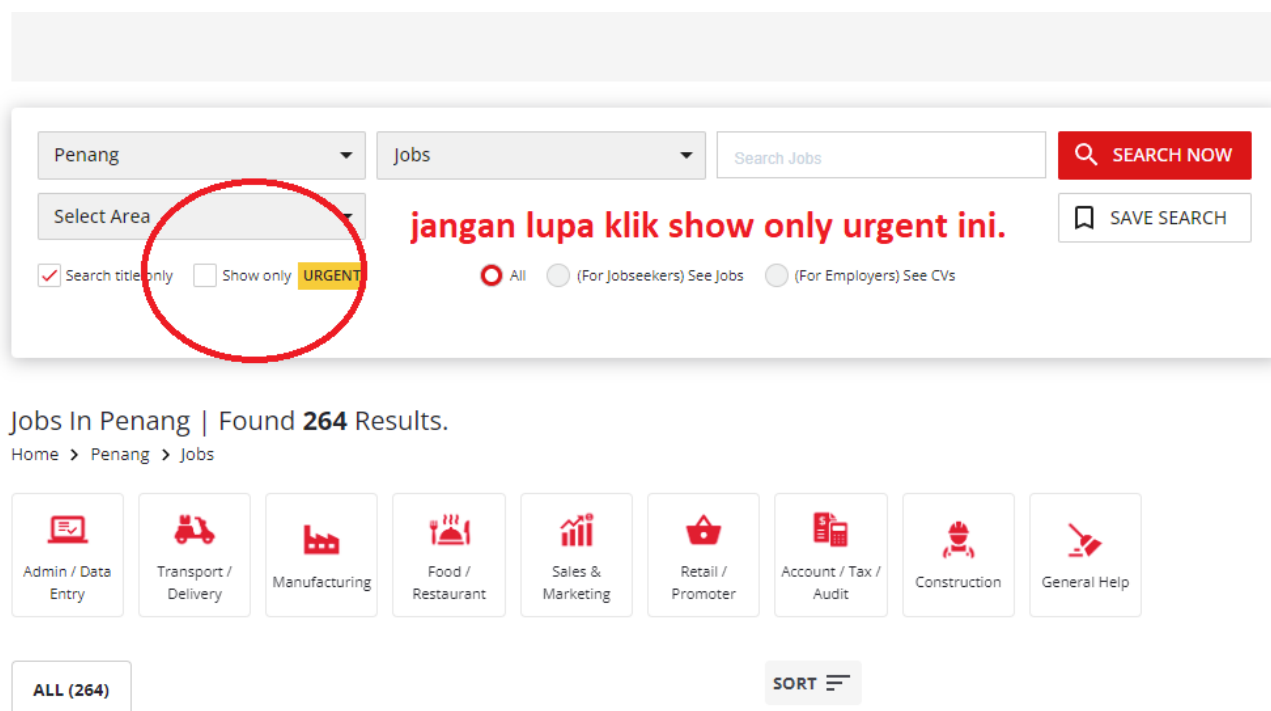 Penang
Jobs
Search Jobs
SEARCH NOW
Select Area
jangan lupa klik show only urgent ini.
SAVE SEARCH
Search title only
Show only URGENT
All
(For Jobseekers) See Jobs
(For Employers) See CVs
Jobs In Penang | Found 264 Results.
Home > Penang > Jobs
Admin / Data
Entry
Transport /
Delivery
Manufacturing
Food /
Restaurant
Sales &
Marketing
Retail /
Promoter
Account / Tax /
Audit
Construction
General Help
ALL (264)
SORT